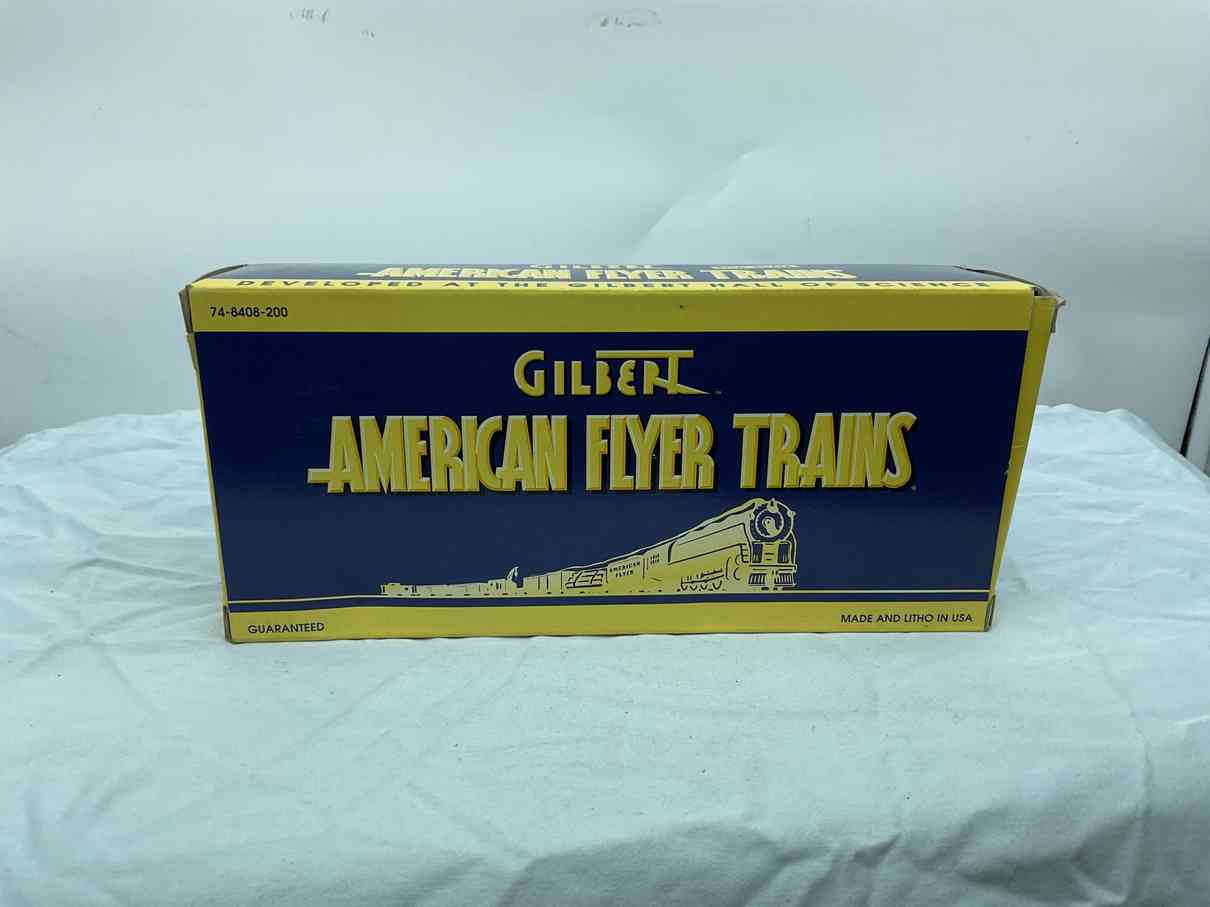 GILBERT
AMERICAN FLYER TRAINS
DEVELOPED AT THE GILBERT HALL OF SCIENCE
74-8408-200
GILBERT™
AMERICAN FLYER TRAINS
AMERICAN
FLYER
GUARANTEED
MADE AND LITHO IN USA